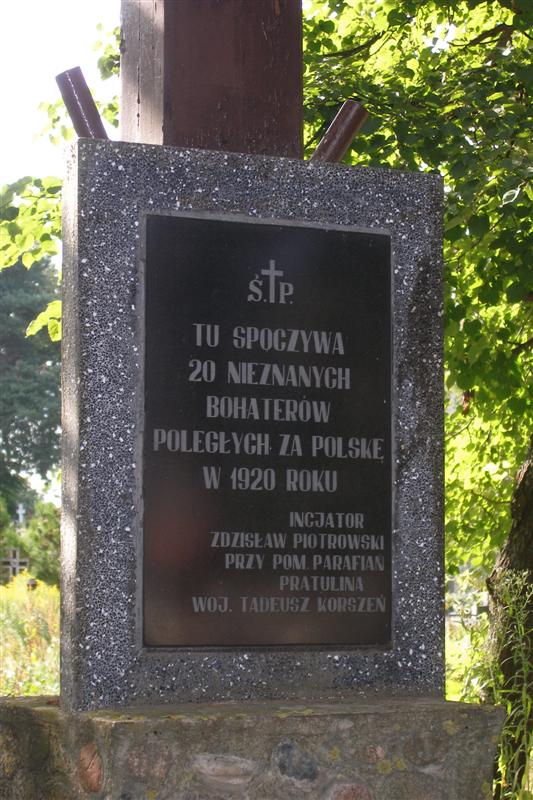 Ś.†P.
TU SPOCZYWA
20 NIEZNANYCH
BOHATERÓW
POLEGŁYCH ZA POLSKĘ
W 1920 ROKU
INCJATOR
ZDZISŁAW PIOTROWSKI
PRZY POM. PARAFIAN
PRATULINA
WOJ. TADEUSZ KORSZEŃ